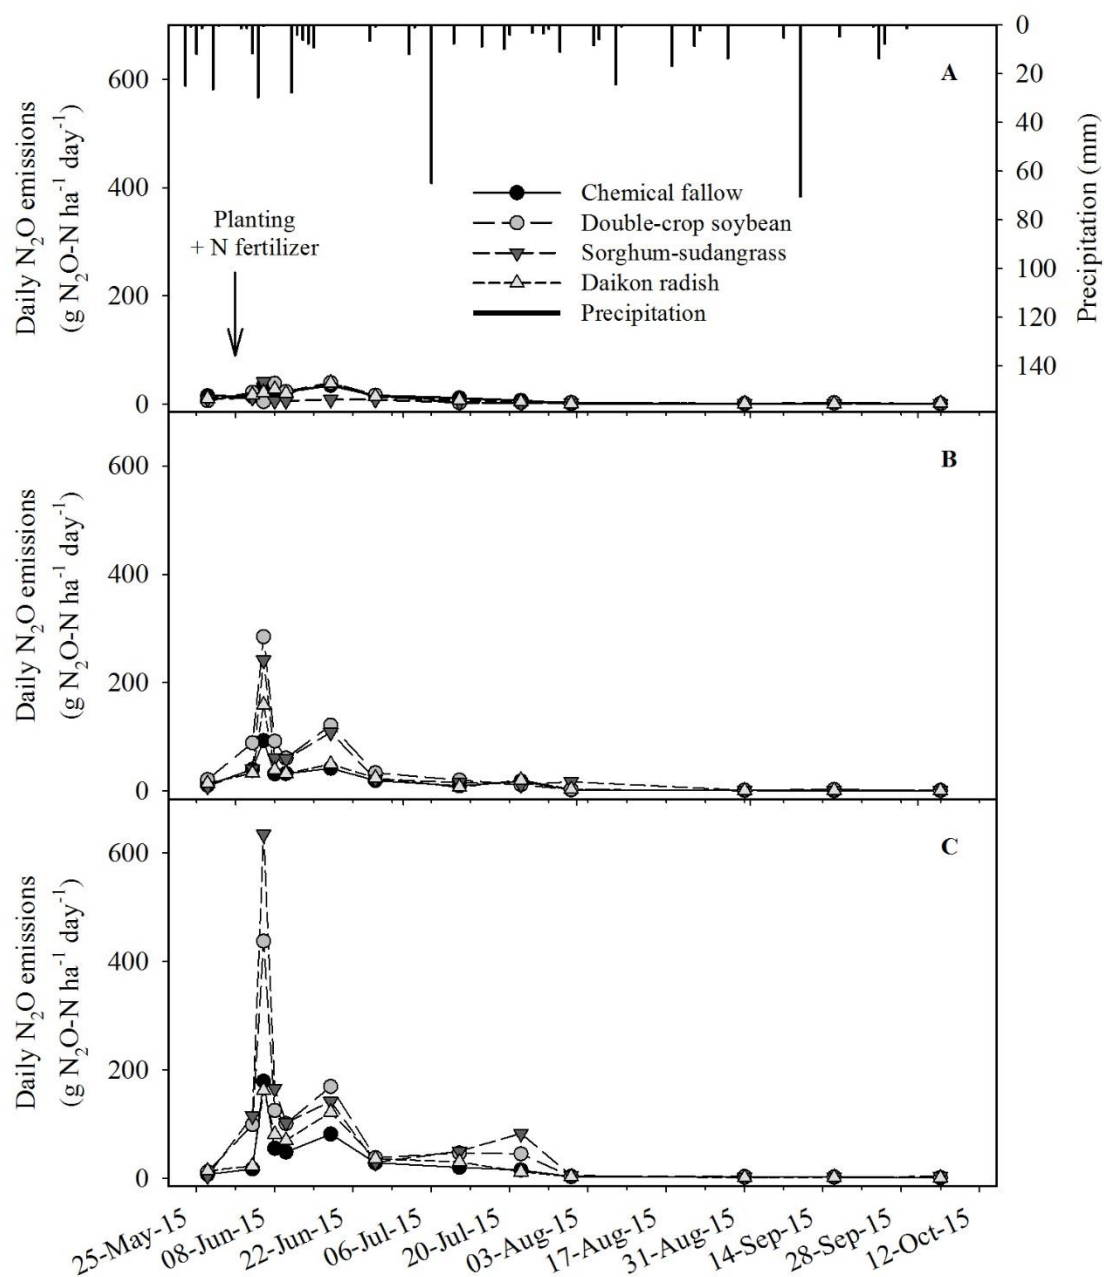 A
Daily N₂O emissions
(g N₂O-N ha⁻¹ day⁻¹)
600
400
200
0
0
20
40
60
80
100
120
140
Precipitation (mm)
Planting
+ N fertilizer
Chemical fallow
Double-crop soybean
Sorghum-sudangrass
Daikon radish
Precipitation
B
Daily N₂O emissions
(g N₂O-N ha⁻¹ day⁻¹)
600
400
200
0
C
Daily N₂O emissions
(g N₂O-N ha⁻¹ day⁻¹)
600
400
200
0
25-May-15
08-Jun-15
22-Jun-15
06-Jul-15
20-Jul-15
03-Aug-15
17-Aug-15
31-Aug-15
14-Sep-15
28-Sep-15
12-Oct-15